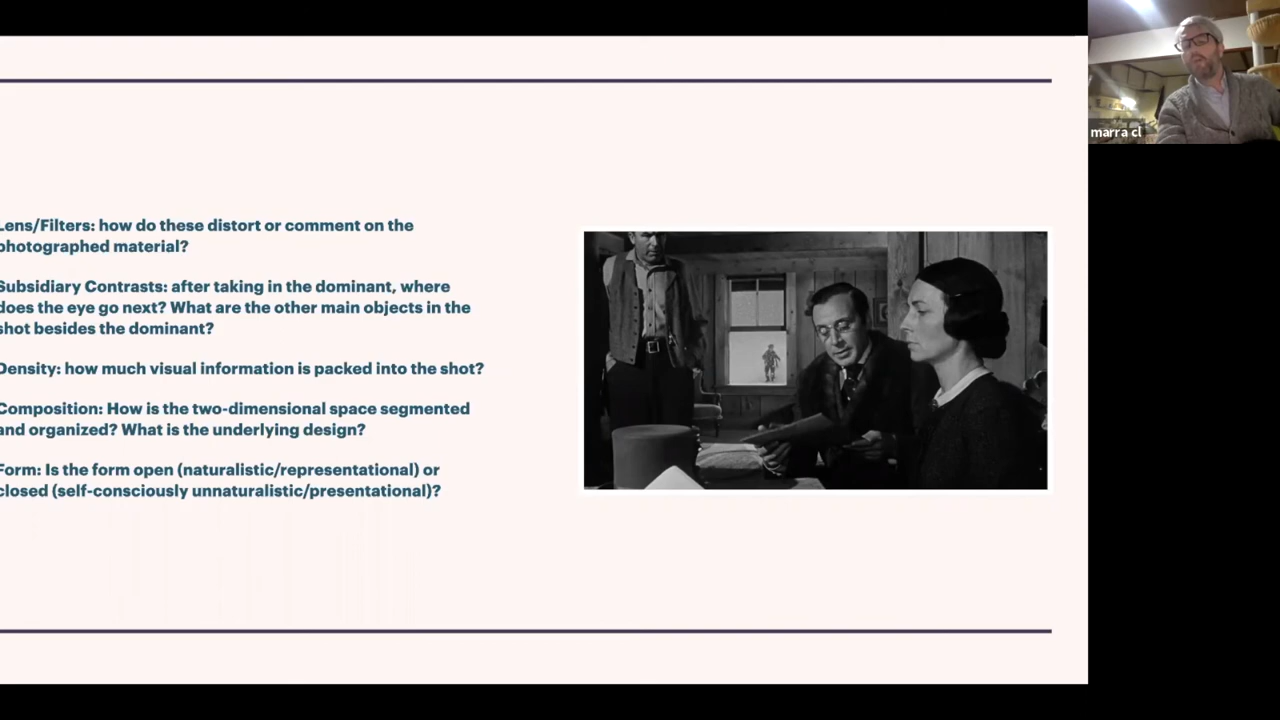 Lens/Filters: how do these distort or comment on the
photographed material?
Subsidiary Contrasts: after taking in the dominant, where
does the eye go next? What are the other main objects in the
shot besides the dominant?
Density: how much visual information is packed into the shot?
Composition: How is the two-dimensional space segmented
and organized? What is the underlying design?
Form: Is the form open (naturalistic/representational) or
closed (self-consciously unnaturalistic/presentational)?
marra cl